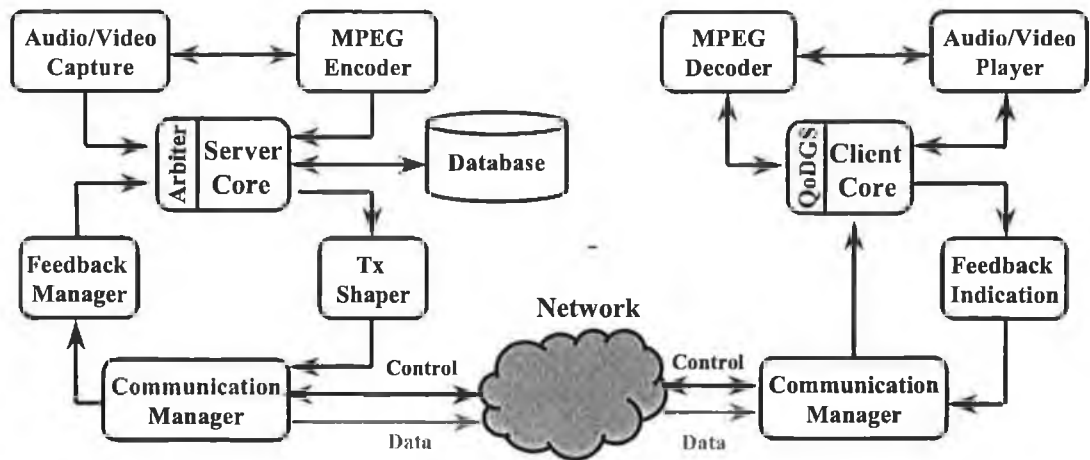 Audio/Video
Capture
MPEG
Encoder
Arbiter
Server
Core
Database
Feedback
Manager
Tx
Shaper
Communication
Manager
Control
Data
Network
MPEG
Decoder
Audio/Video
Player
QoDGS
Client
Core
Feedback
Indication
Control
Data
Communication
Manager